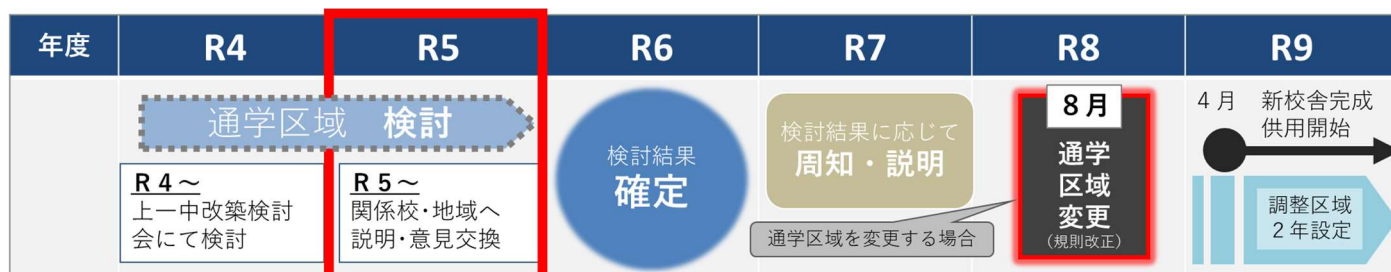 年度 R4 R5 R6 R7 R8 R9
通学区域 検討
R4～
上一中改築検討
会にて検討
R5～
関係校・地域へ
説明・意見交換
検討結果
確定
検討結果に応じて
周知・説明
通学区域を変更する場合
8月
通学
区域
変更
(規則改正)
4月 新校舎完成
供用開始
調整区域
2年設定